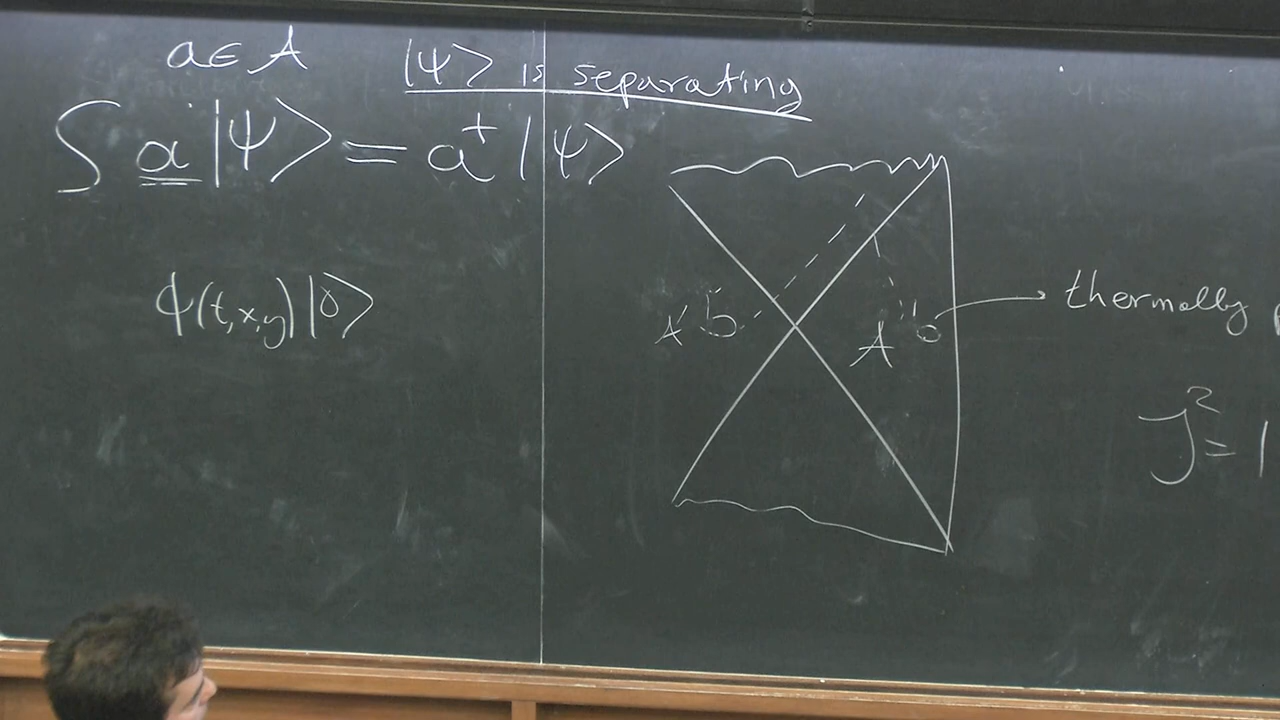 a ∈ A
|Ψ> is separating
S a |Ψ> = a† |Ψ>
ϕ(t,x,y)|0>
A' b
A b
thermally
J² = 1